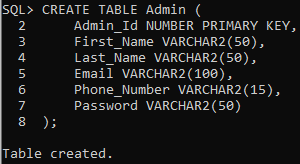 SQL> CREATE TABLE Admin (
  2      Admin_Id NUMBER PRIMARY KEY,
  3      First_Name VARCHAR2(50),
  4      Last_Name VARCHAR2(50),
  5      Email VARCHAR2(100),
  6      Phone_Number VARCHAR2(15),
  7      Password VARCHAR2(50)
  8  );
Table created.